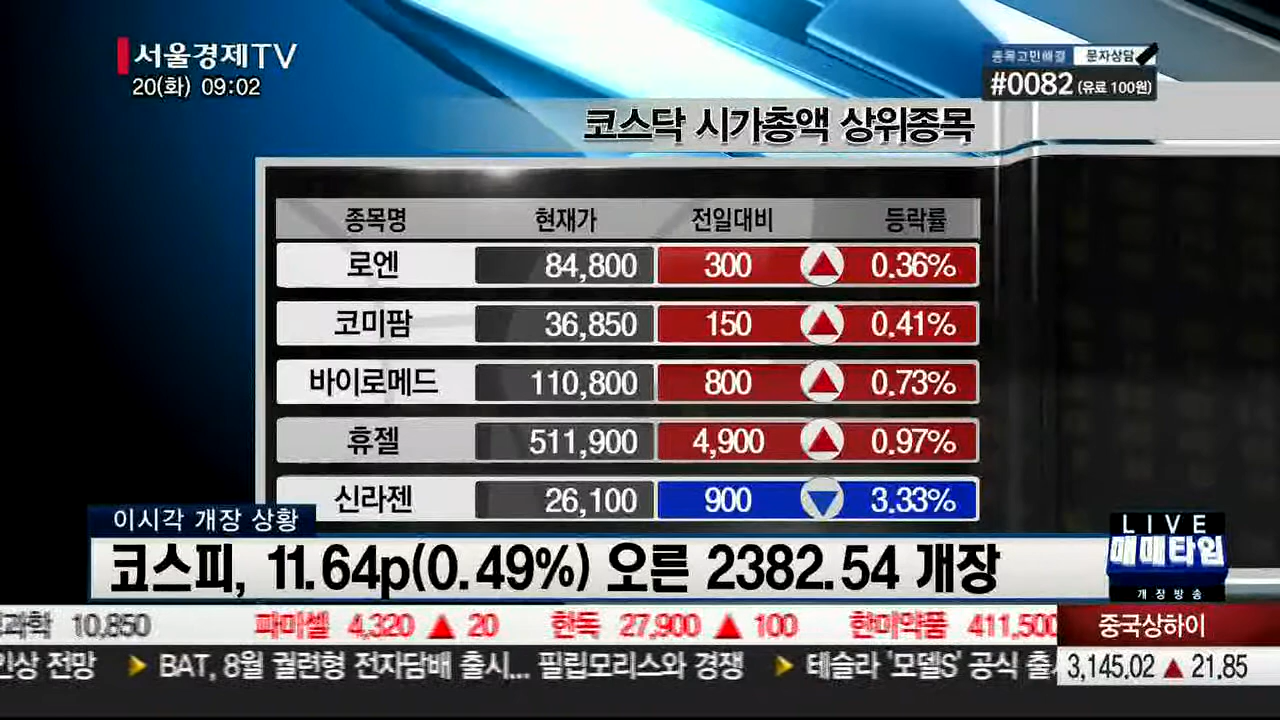 서울경제TV
20(화) 09:02
종목고민해결 문자상담
#0082 (유료 100원)
코스닥 시가총액 상위종목
종목명 현재가 전일대비 등락률
로엔 84,800 300 ▲ 0.36%
코미팜 36,850 150 ▲ 0.41%
바이로메드 110,800 800 ▲ 0.73%
휴젤 511,900 4,900 ▲ 0.97%
신라젠 26,100 900 ▼ 3.33%
이시각 개장 상황
코스피, 11.64p(0.49%) 오른 2382.54 개장
LIVE
매매타임
개장방송
과학 10,850 파미셀 4,320 ▲ 20 한독 27,900 ▲ 100 한미약품 411,500
중국상하이
인상 전망 ▶ BAT, 8월 궐련형 전자담배 출시... 필립모리스와 경쟁 ▶ 테슬라 '모델S' 공식 출
3,145.02 ▲ 21.85